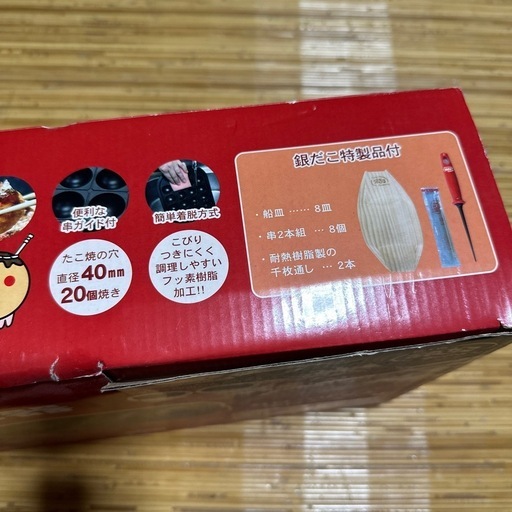 便利な
串ガイド付
簡単着脱方式
たこ焼の穴
直径40mm
20個焼き
こびり
つきにくく
調理しやすい
フッ素樹脂
加工!!
銀だこ特製品付
・船皿 …… 8皿
・串2本組 …… 8個
・耐熱樹脂製の
千枚通し … 2本